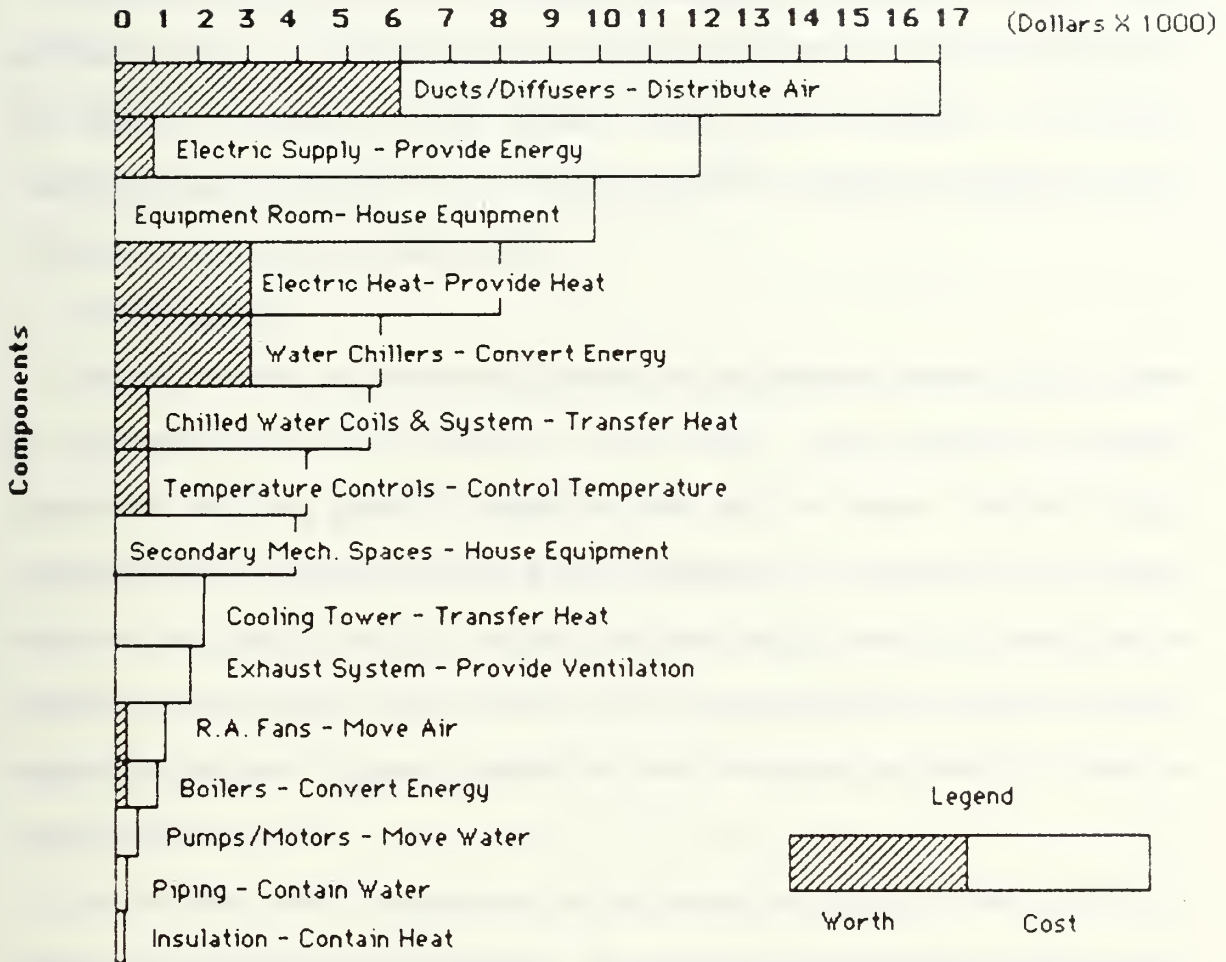 0 1 2 3 4 5 6 7 8 9 10 11 12 13 14 15 16 17 (Dollars X 1000)
Ducts/Diffusers - Distribute Air
Electric Supply - Provide Energy
Equipment Room- House Equipment
Electric Heat- Provide Heat
Water Chillers - Convert Energy
Chilled Water Coils & System - Transfer Heat
Temperature Controls - Control Temperature
Secondary Mech. Spaces - House Equipment
Cooling Tower - Transfer Heat
Exhaust System - Provide Ventilation
R.A. Fans - Move Air
Boilers - Convert Energy
Pumps/Motors - Move Water
Piping - Contain Water
Insulation - Contain Heat
Components
Legend
Worth Cost